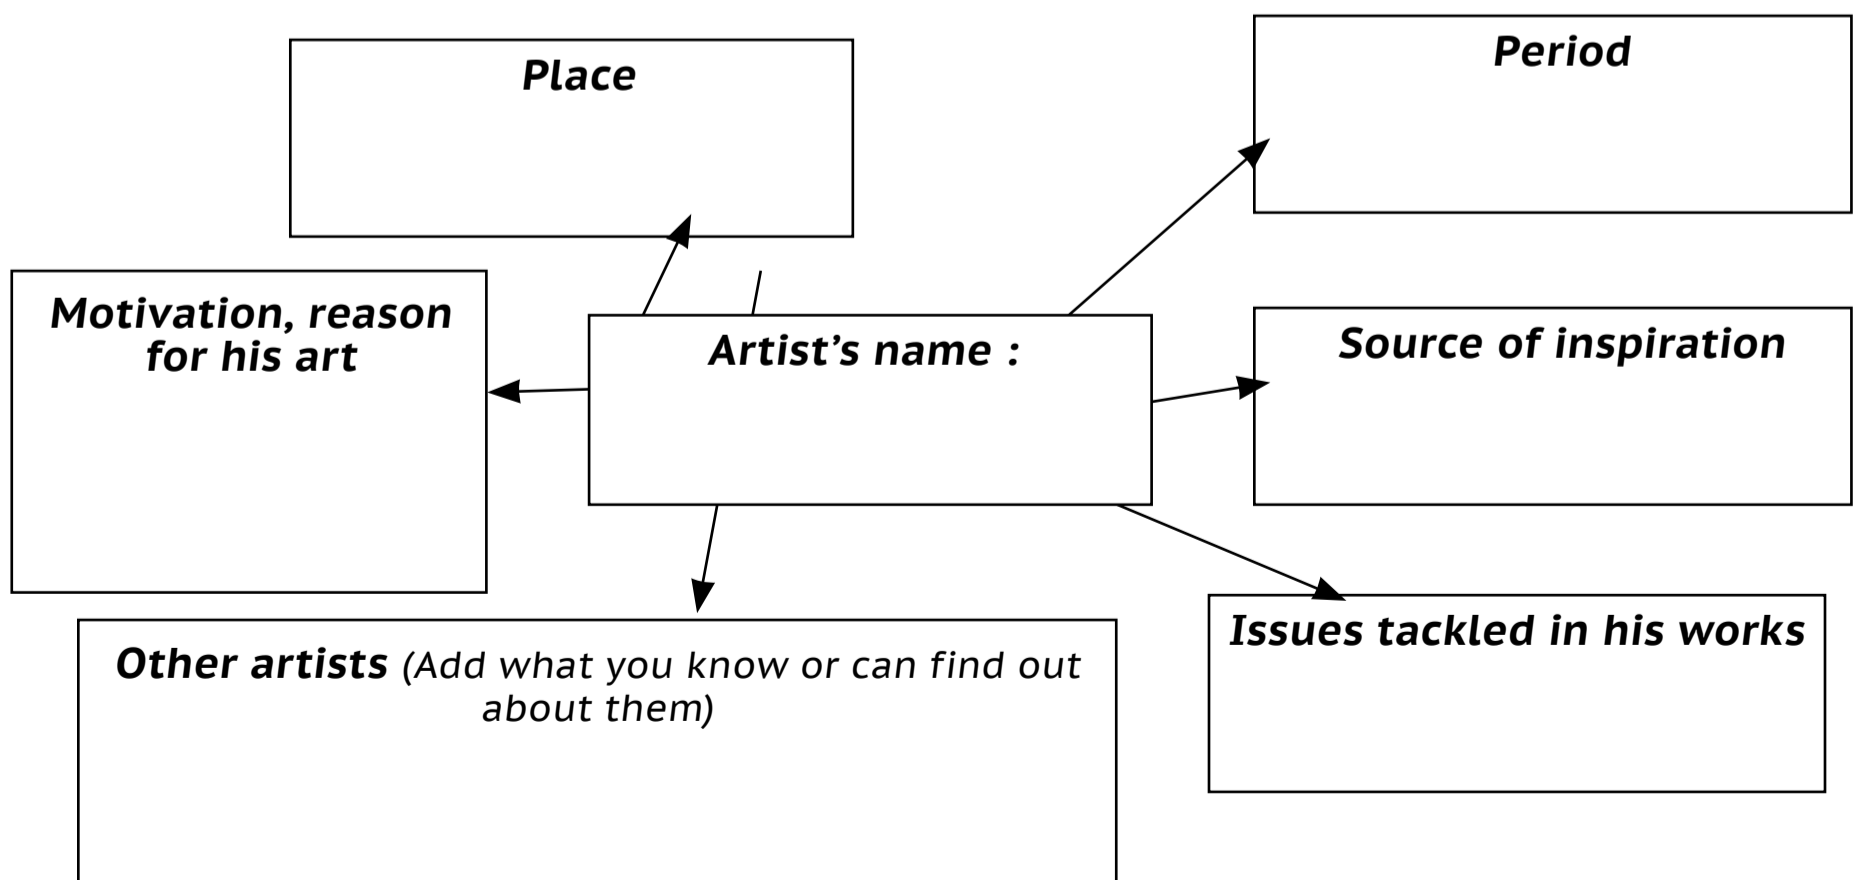 Place
Period
Motivation, reason
for his art
Artist’s name :
Source of inspiration
Other artists (Add what you know or can find out
about them)
Issues tackled in his works